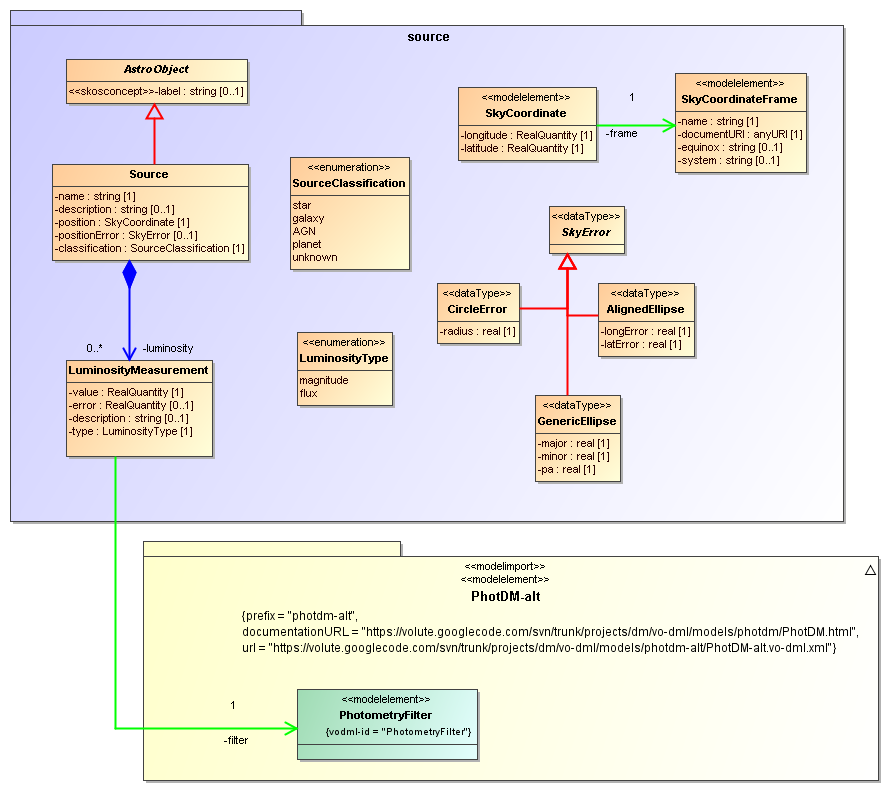 source
AstroObject
<<skosconcept>>-label : string [0..1]
Source
-name : string [1]
-description : string [0..1]
-position : SkyCoordinate [1]
-positionError : SkyError [0..1]
-classification : SourceClassification [1]
0..*
-luminosity
LuminosityMeasurement
-value : RealQuantity [1]
-error : RealQuantity [0..1]
-description : string [0..1]
-type : LuminosityType [1]
<<enumeration>>
SourceClassification
star
galaxy
AGN
planet
unknown
<<enumeration>>
LuminosityType
magnitude
flux
<<modelelement>>
SkyCoordinate
-longitude : RealQuantity [1]
-latitude : RealQuantity [1]
1
-frame
<<modelelement>>
SkyCoordinateFrame
-name : string [1]
-documentURI : anyURI [1]
-equinox : string [0..1]
-system : string [0..1]
<<dataType>>
SkyError
<<dataType>>
CircleError
-radius : real [1]
<<dataType>>
AlignedEllipse
-longError : real [1]
-latError : real [1]
<<dataType>>
GenericEllipse
-major : real [1]
-minor : real [1]
-pa : real [1]
<<modelimport>>
<<modelelement>>
PhotDM-alt
{prefix = "photdm-alt",
documentationURL = "https://volute.googlecode.com/svn/trunk/projects/dm/vo-dml/models/photdm/PhotDM.html",
url = "https://volute.googlecode.com/svn/trunk/projects/dm/vo-dml/models/photdm-alt/PhotDM-alt.vo-dml.xml"}
1
-filter
<<modelelement>>
PhotometryFilter
{vodml-id = "PhotometryFilter"}